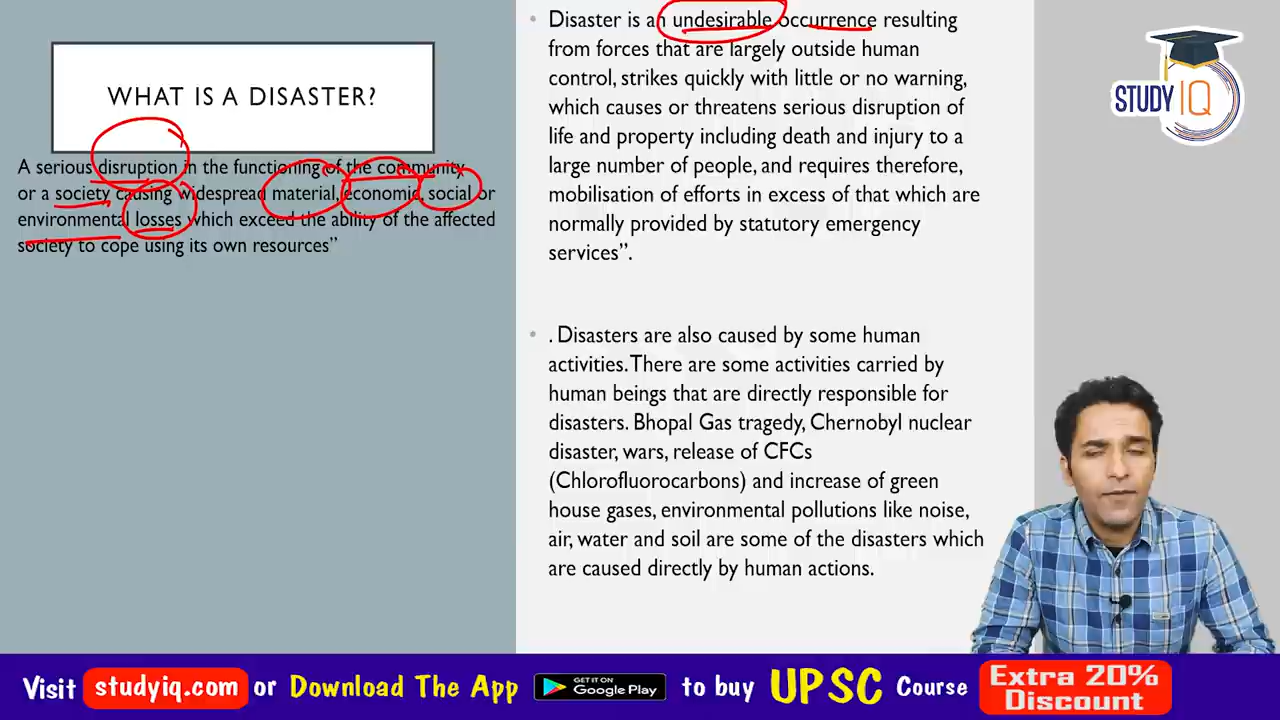 WHAT IS A DISASTER?
A serious disruption in the functioning of the community
or a society causing widespread material, economic, social or
environmental losses which exceed the ability of the affected
society to cope using its own resources”
• Disaster is an undesirable occurrence resulting
from forces that are largely outside human
control, strikes quickly with little or no warning,
which causes or threatens serious disruption of
life and property including death and injury to a
large number of people, and requires therefore,
mobilisation of efforts in excess of that which are
normally provided by statutory emergency
services”.
• . Disasters are also caused by some human
activities. There are some activities carried by
human beings that are directly responsible for
disasters. Bhopal Gas tragedy, Chernobyl nuclear
disaster, wars, release of CFCs
(Chlorofluorocarbons) and increase of green
house gases, environmental pollutions like noise,
air, water and soil are some of the disasters which
are caused directly by human actions.
STUDY IQ
Visit studyiq.com or Download The App GET IT ON Google Play to buy UPSC Course Extra 20% Discount